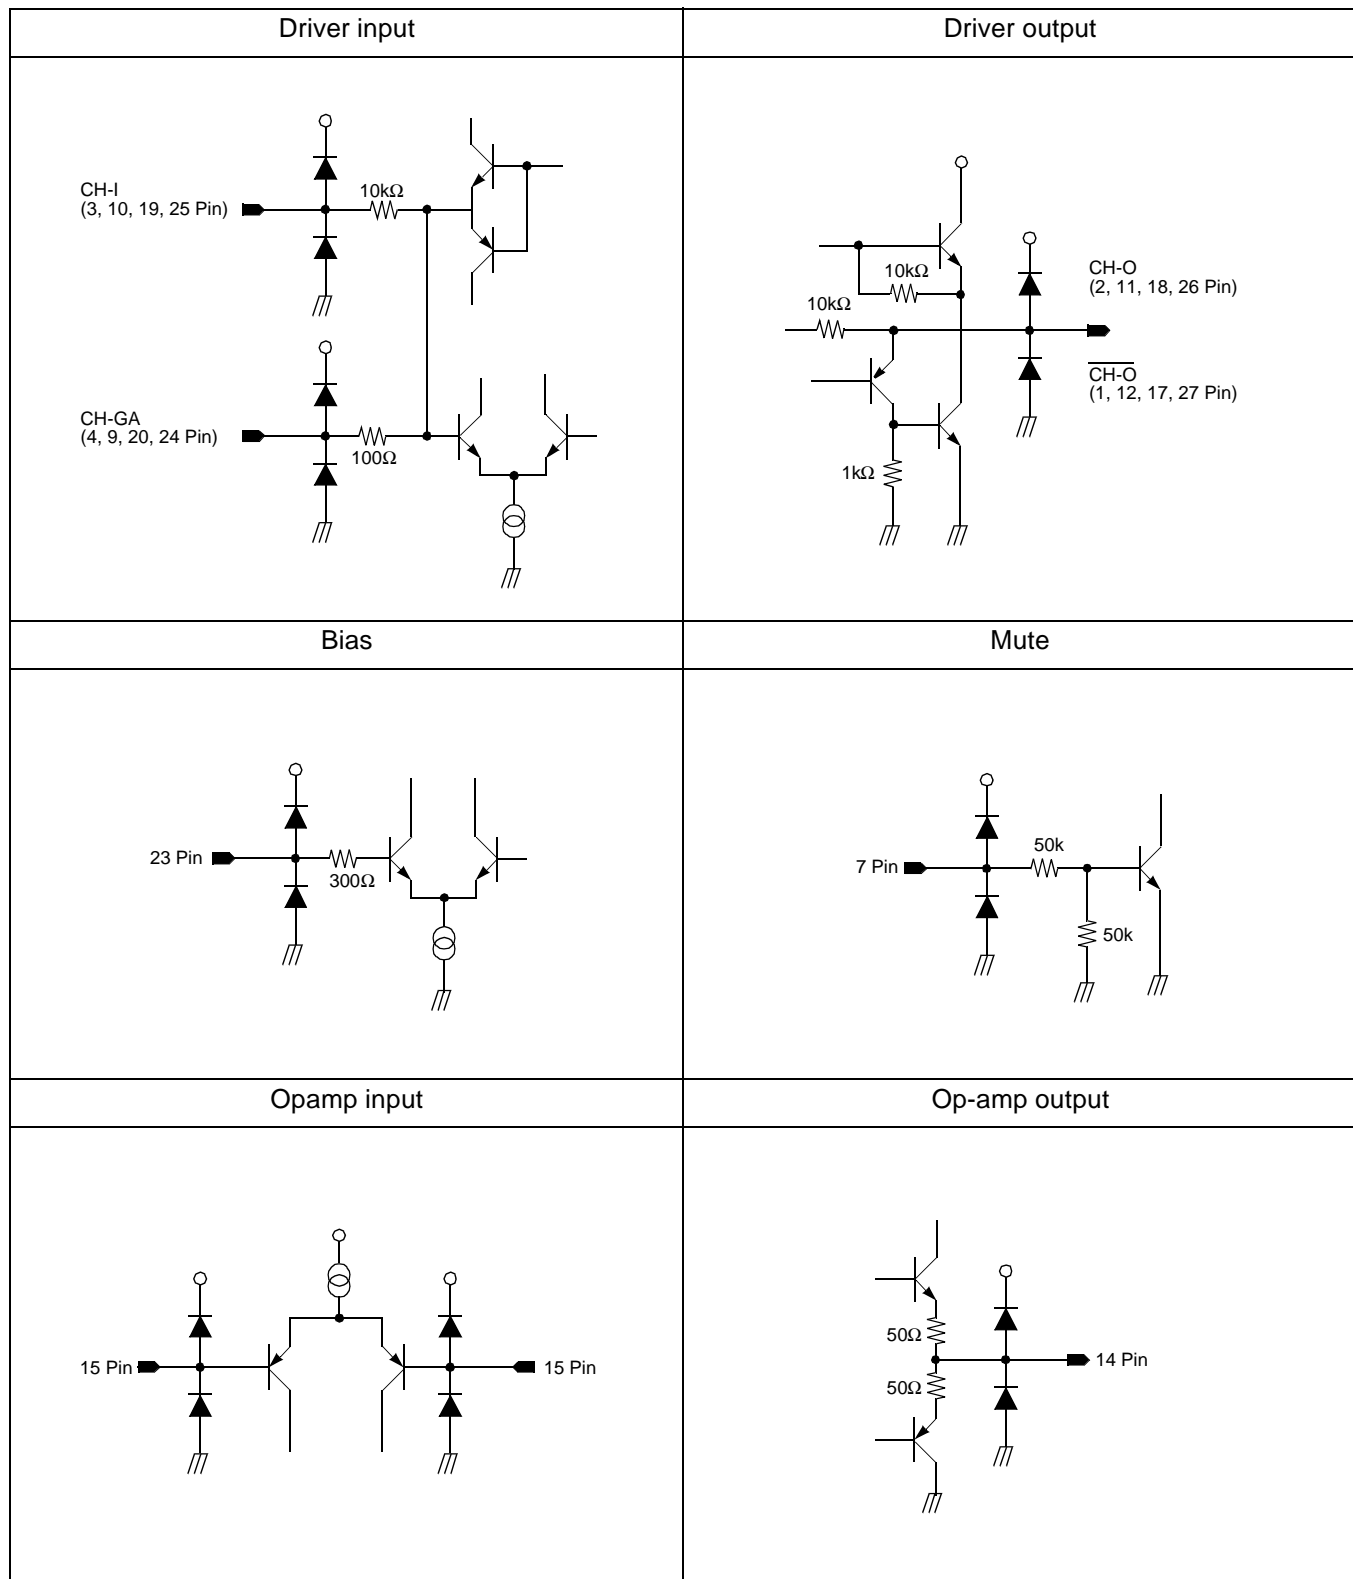 Driver input
Driver output
CH-I
(3, 10, 19, 25 Pin)
10kΩ
CH-GA
(4, 9, 20, 24 Pin)
100Ω
10kΩ
10kΩ
1kΩ
CH-O
(2, 11, 18, 26 Pin)
CH-O
(1, 12, 17, 27 Pin)
Bias
Mute
23 Pin
300Ω
7 Pin
50k
50k
Opamp input
Op-amp output
15 Pin
15 Pin
50Ω
50Ω
14 Pin